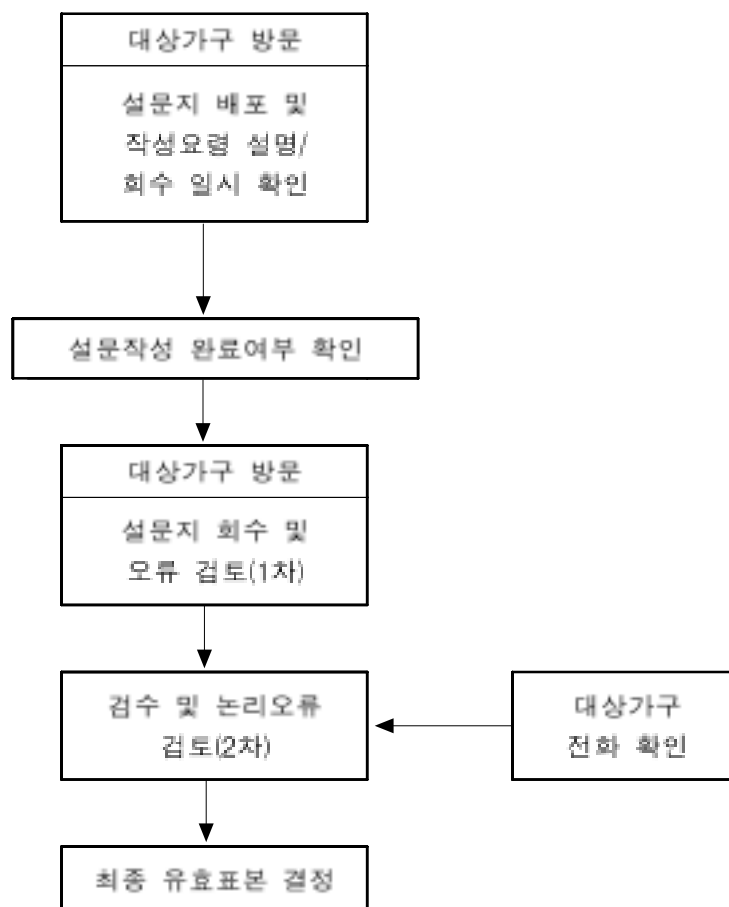 대상가구 방문
설문지 배포 및
작성요령 설명/
회수 일시 확인
설문작성 완료여부 확인
대상가구 방문
설문지 회수 및
오류 검토(1차)
검수 및 논리오류
검토(2차)
대상가구
전화 확인
최종 유효표본 결정